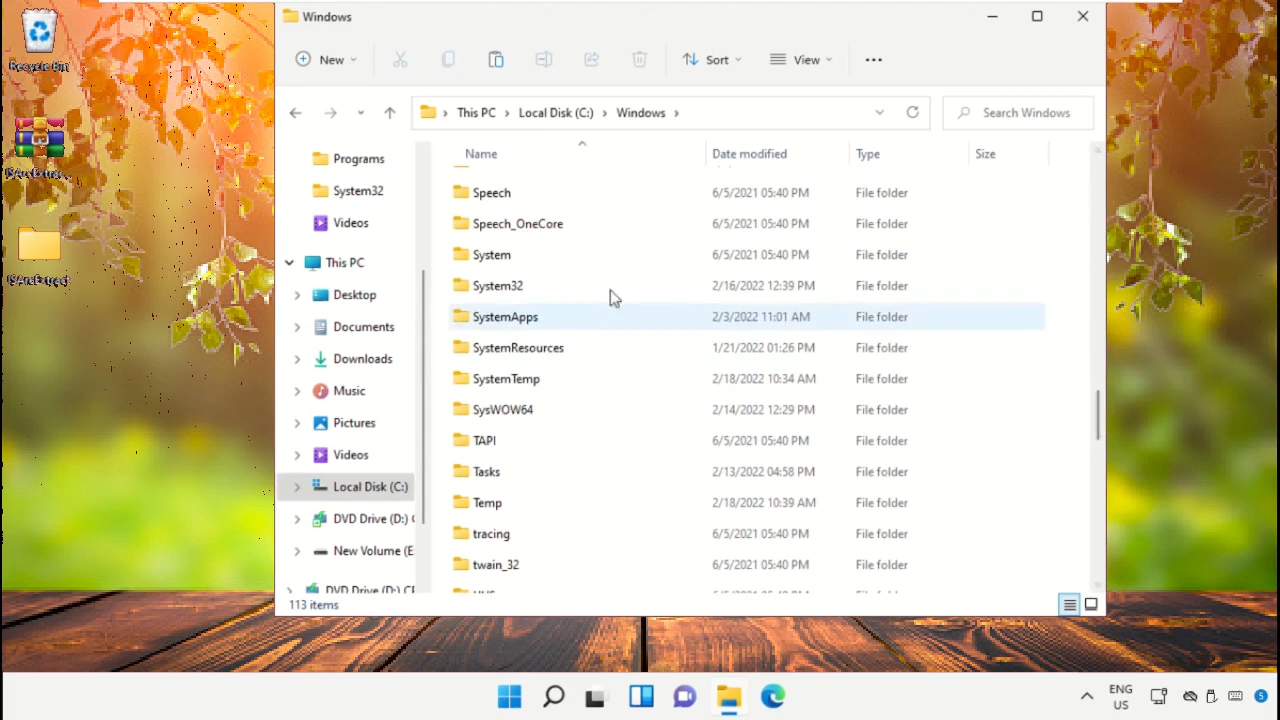 Windows
New
Sort
View
This PC
Local Disk (C:)
Windows
Search Windows
Name
Date modified
Type
Size
Programs
System32
Videos
This PC
Desktop
Documents
Downloads
Music
Pictures
Videos
Local Disk (C:)
DVD Drive (D:) C
New Volume (E:
DVD Drive (D:) CF
Speech 6/5/2021 05:40 PM File folder
Speech_OneCore 6/5/2021 05:40 PM File folder
System 6/5/2021 05:40 PM File folder
System32 2/16/2022 12:39 PM File folder
SystemApps 2/3/2022 11:01 AM File folder
SystemResources 1/21/2022 01:26 PM File folder
SystemTemp 2/18/2022 10:34 AM File folder
SysWOW64 2/14/2022 12:29 PM File folder
TAPI 6/5/2021 05:40 PM File folder
Tasks 2/13/2022 04:58 PM File folder
Temp 2/18/2022 10:39 AM File folder
tracing 6/5/2021 05:40 PM File folder
twain_32 6/5/2021 05:40 PM File folder
113 items
Recycle Bin
ISArcExtract
ENG
US
5